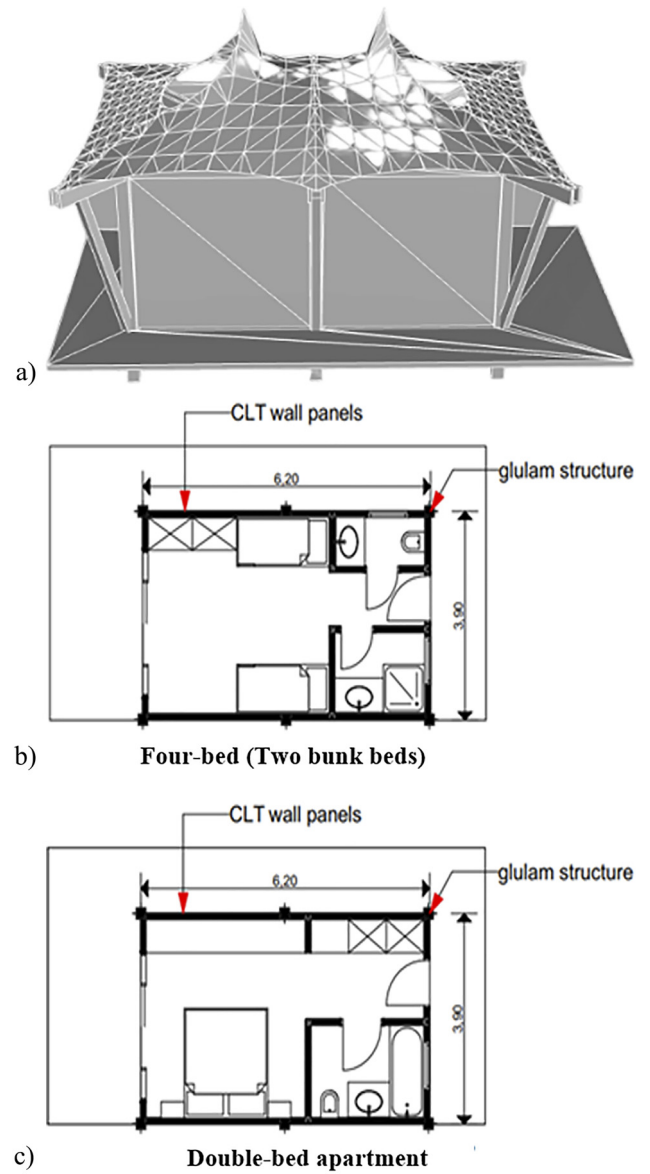 a)
CLT wall panels
6,20
glulam structure
3,90
b)
Four-bed (Two bunk beds)
CLT wall panels
6,20
glulam structure
3,90
c)
Double-bed apartment